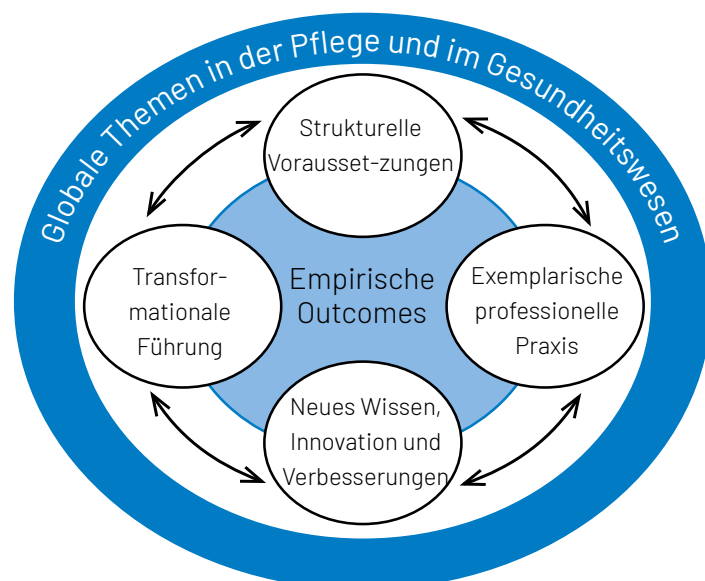 Globale Themen in der Pflege und im Gesundheitswesen
Strukturelle
Vorausset-zungen
Transfor-
mationale
Führung
Empirische
Outcomes
Exemplarische
professionelle
Praxis
Neues Wissen,
Innovation und
Verbesserungen